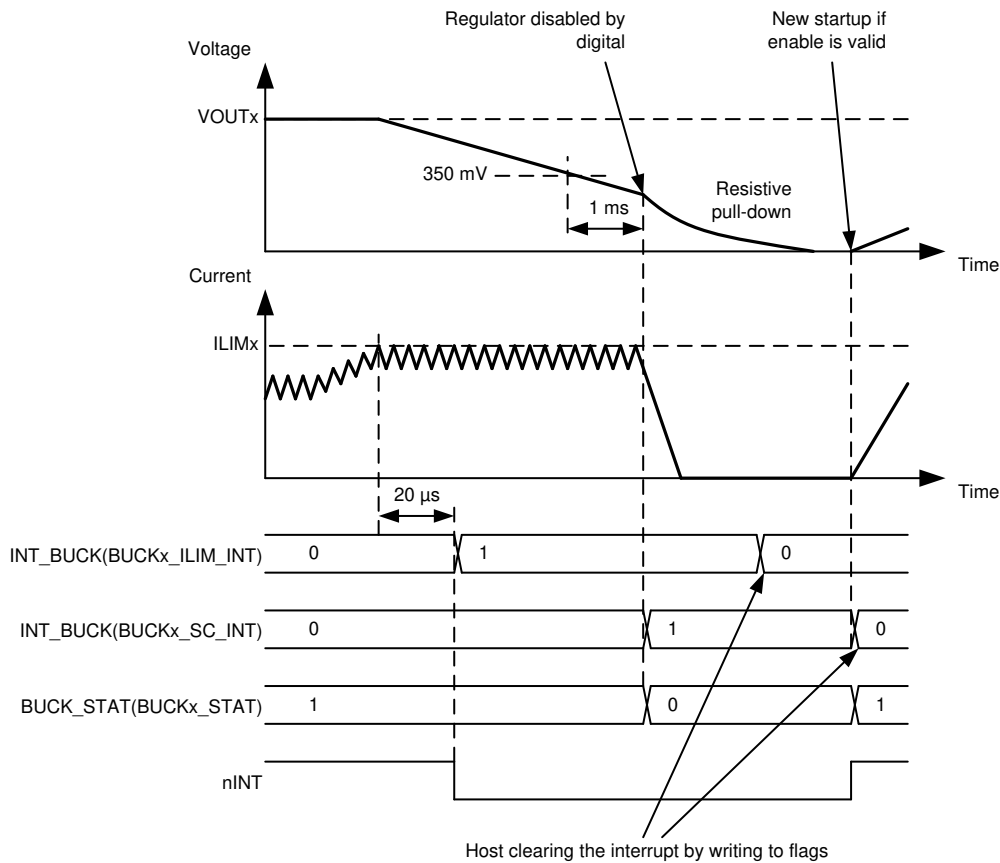 Regulator disabled by
digital
New startup if
enable is valid
Voltage
VOUTx
350 mV
1 ms
Resistive
pull-down
Time
Current
ILIMx
Time
20 µs
INT_BUCK(BUCKx_ILIM_INT)
0
1
0
INT_BUCK(BUCKx_SC_INT)
0
1
0
BUCK_STAT(BUCKx_STAT)
1
0
1
nINT
Host clearing the interrupt by writing to flags